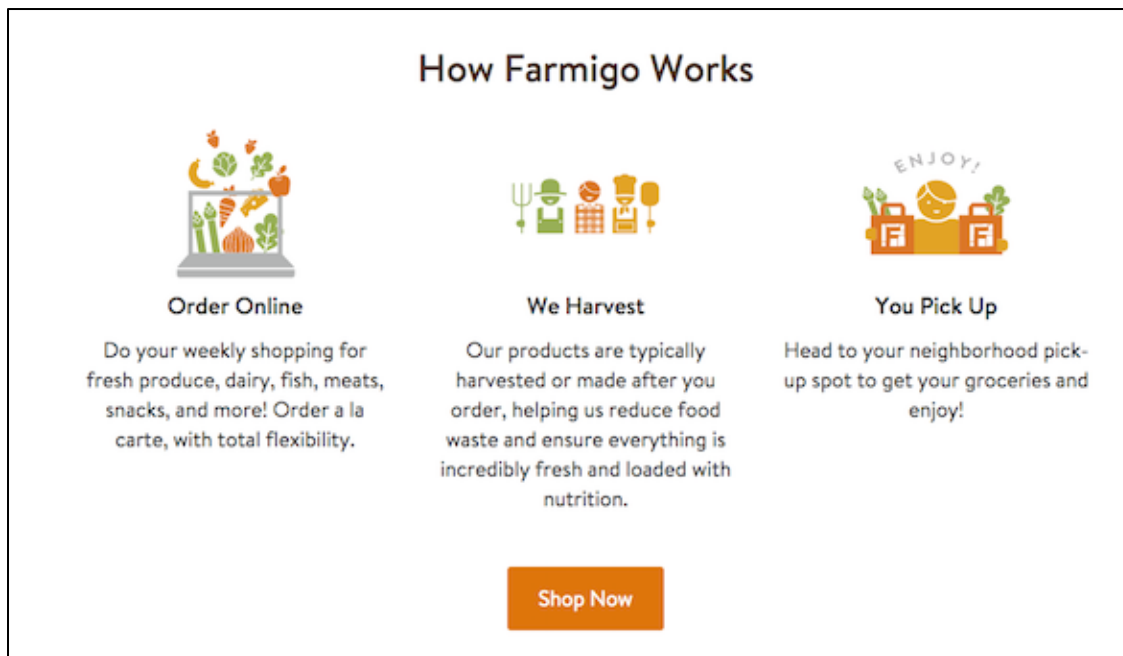 How Farmigo Works
ENJOY!
F F
Order Online
Do your weekly shopping for
fresh produce, dairy, fish, meats,
snacks, and more! Order a la
carte, with total flexibility.
We Harvest
Our products are typically
harvested or made after you
order, helping us reduce food
waste and ensure everything is
incredibly fresh and loaded with
nutrition.
You Pick Up
Head to your neighborhood pick-
up spot to get your groceries and
enjoy!
Shop Now